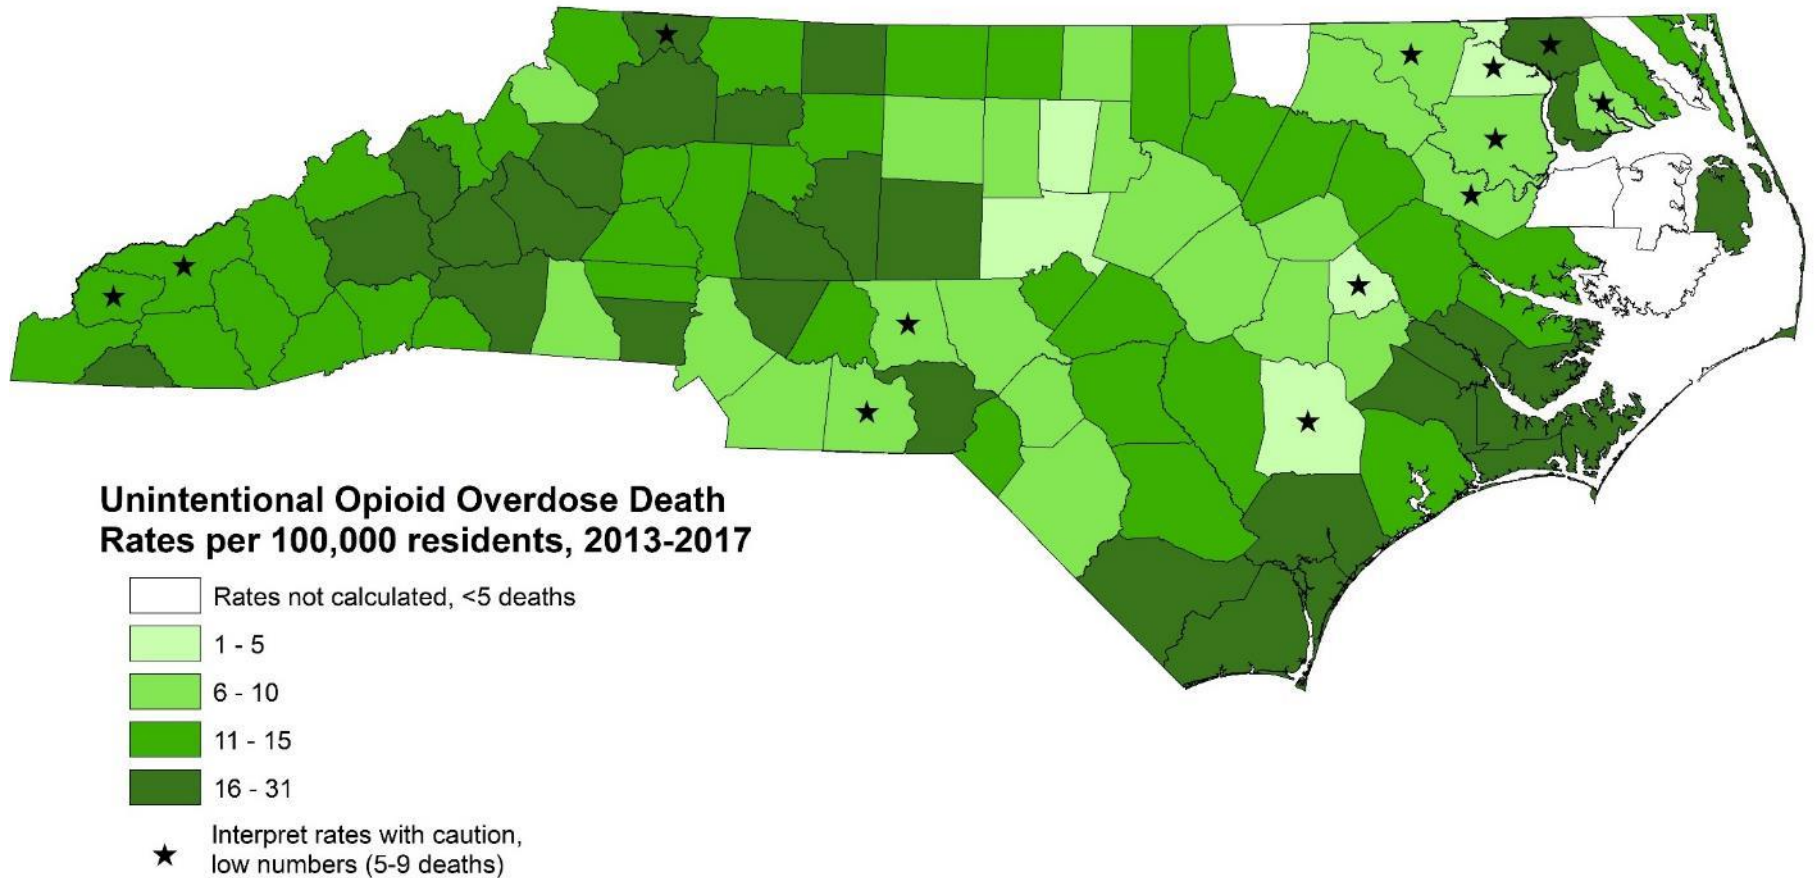 Unintentional Opioid Overdose Death
Rates per 100,000 residents, 2013-2017
Rates not calculated, <5 deaths
1 - 5
6 - 10
11 - 15
16 - 31
Interpret rates with caution,
low numbers (5-9 deaths)